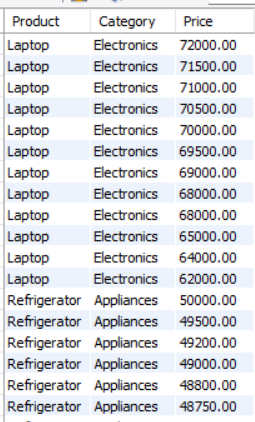 Product Category Price
Laptop Electronics 72000.00
Laptop Electronics 71500.00
Laptop Electronics 71000.00
Laptop Electronics 70500.00
Laptop Electronics 70000.00
Laptop Electronics 69500.00
Laptop Electronics 69000.00
Laptop Electronics 68000.00
Laptop Electronics 68000.00
Laptop Electronics 65000.00
Laptop Electronics 64000.00
Laptop Electronics 62000.00
Refrigerator Appliances 50000.00
Refrigerator Appliances 49500.00
Refrigerator Appliances 49200.00
Refrigerator Appliances 49000.00
Refrigerator Appliances 48800.00
Refrigerator Appliances 48750.00